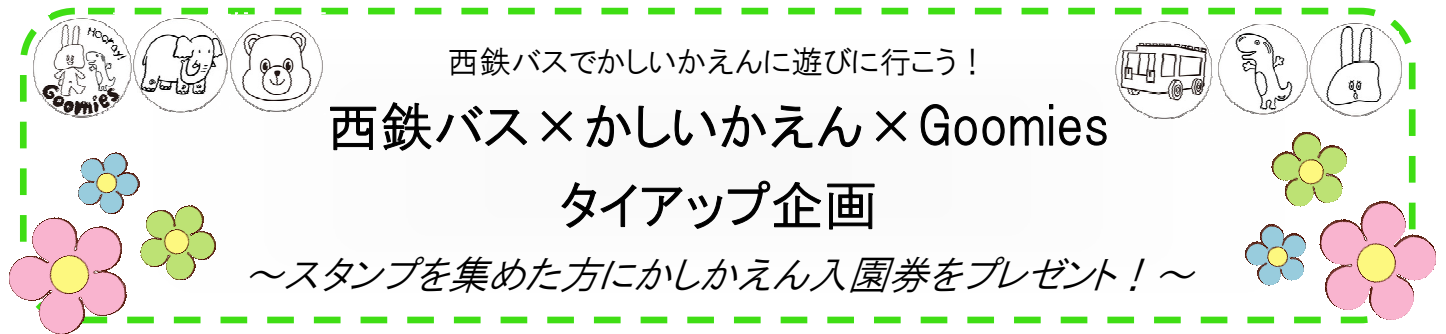 Hooray!
Goomies
西鉄バスでかしいかえんに遊びに行こう！
西鉄バス×かしいかえん×Goomies
タイアップ企画
～スタンプを集めた方にかしかえん入園券をプレゼント！～